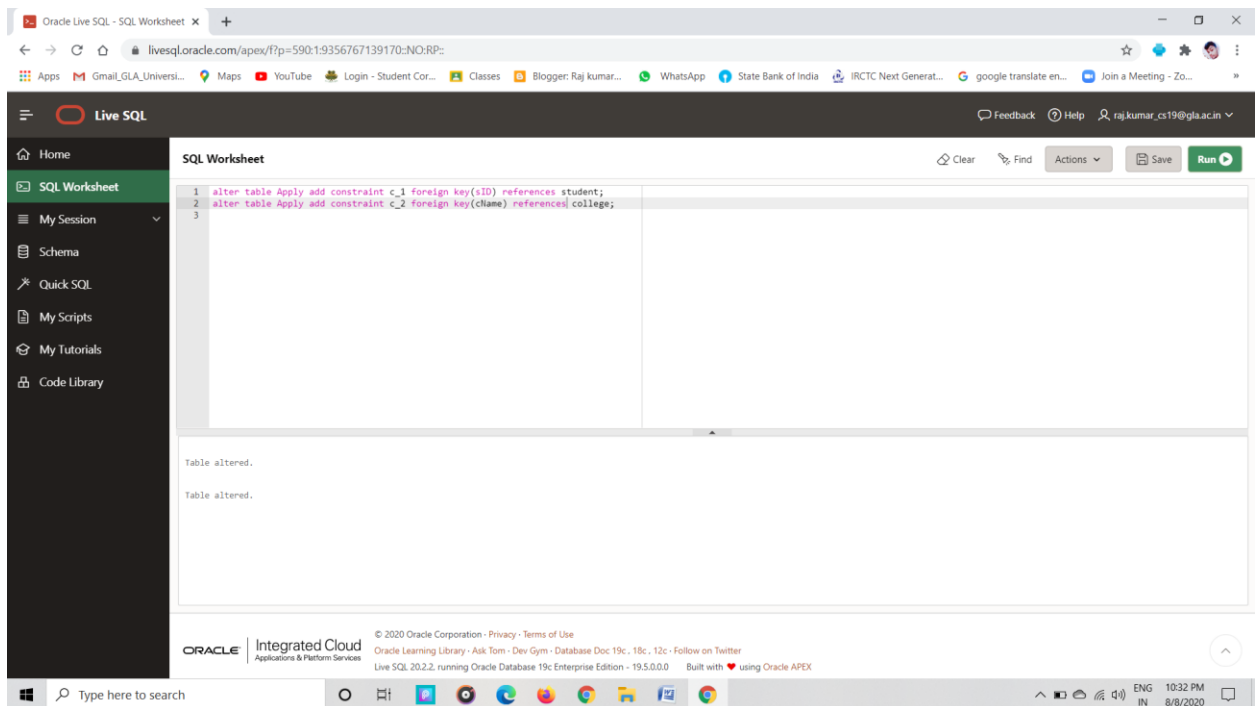 Oracle Live SQL - SQL Worksheet
livesql.oracle.com/apex/f?p=590:1:9356767139170::NO:RP::
Apps Gmail_GLA_Universi... Maps YouTube Login - Student Cor... Classes Blogger: Raj kumar... WhatsApp State Bank of India IRCTC Next Generat... google translate en... Join a Meeting - Zo... »
Live SQL Feedback Help raj.kumar_cs19@gla.ac.in
Home
SQL Worksheet
My Session
Schema
Quick SQL
My Scripts
My Tutorials
Code Library
SQL Worksheet Clear Find Actions Save Run
1 alter table Apply add constraint c_1 foreign key(sID) references student;
2 alter table Apply add constraint c_2 foreign key(cName) references college;
3
Table altered.
Table altered.
ORACLE Integrated Cloud
Applications & Platform Services
© 2020 Oracle Corporation · Privacy · Terms of Use
Oracle Learning Library · Ask Tom · Dev Gym · Database Doc 19c, 18c, 12c · Follow on Twitter
Live SQL 20.2.2, running Oracle Database 19c Enterprise Edition - 19.5.0.0.0 Built with ❤ using Oracle APEX
Type here to search
ENG
IN
10:32 PM
8/8/2020